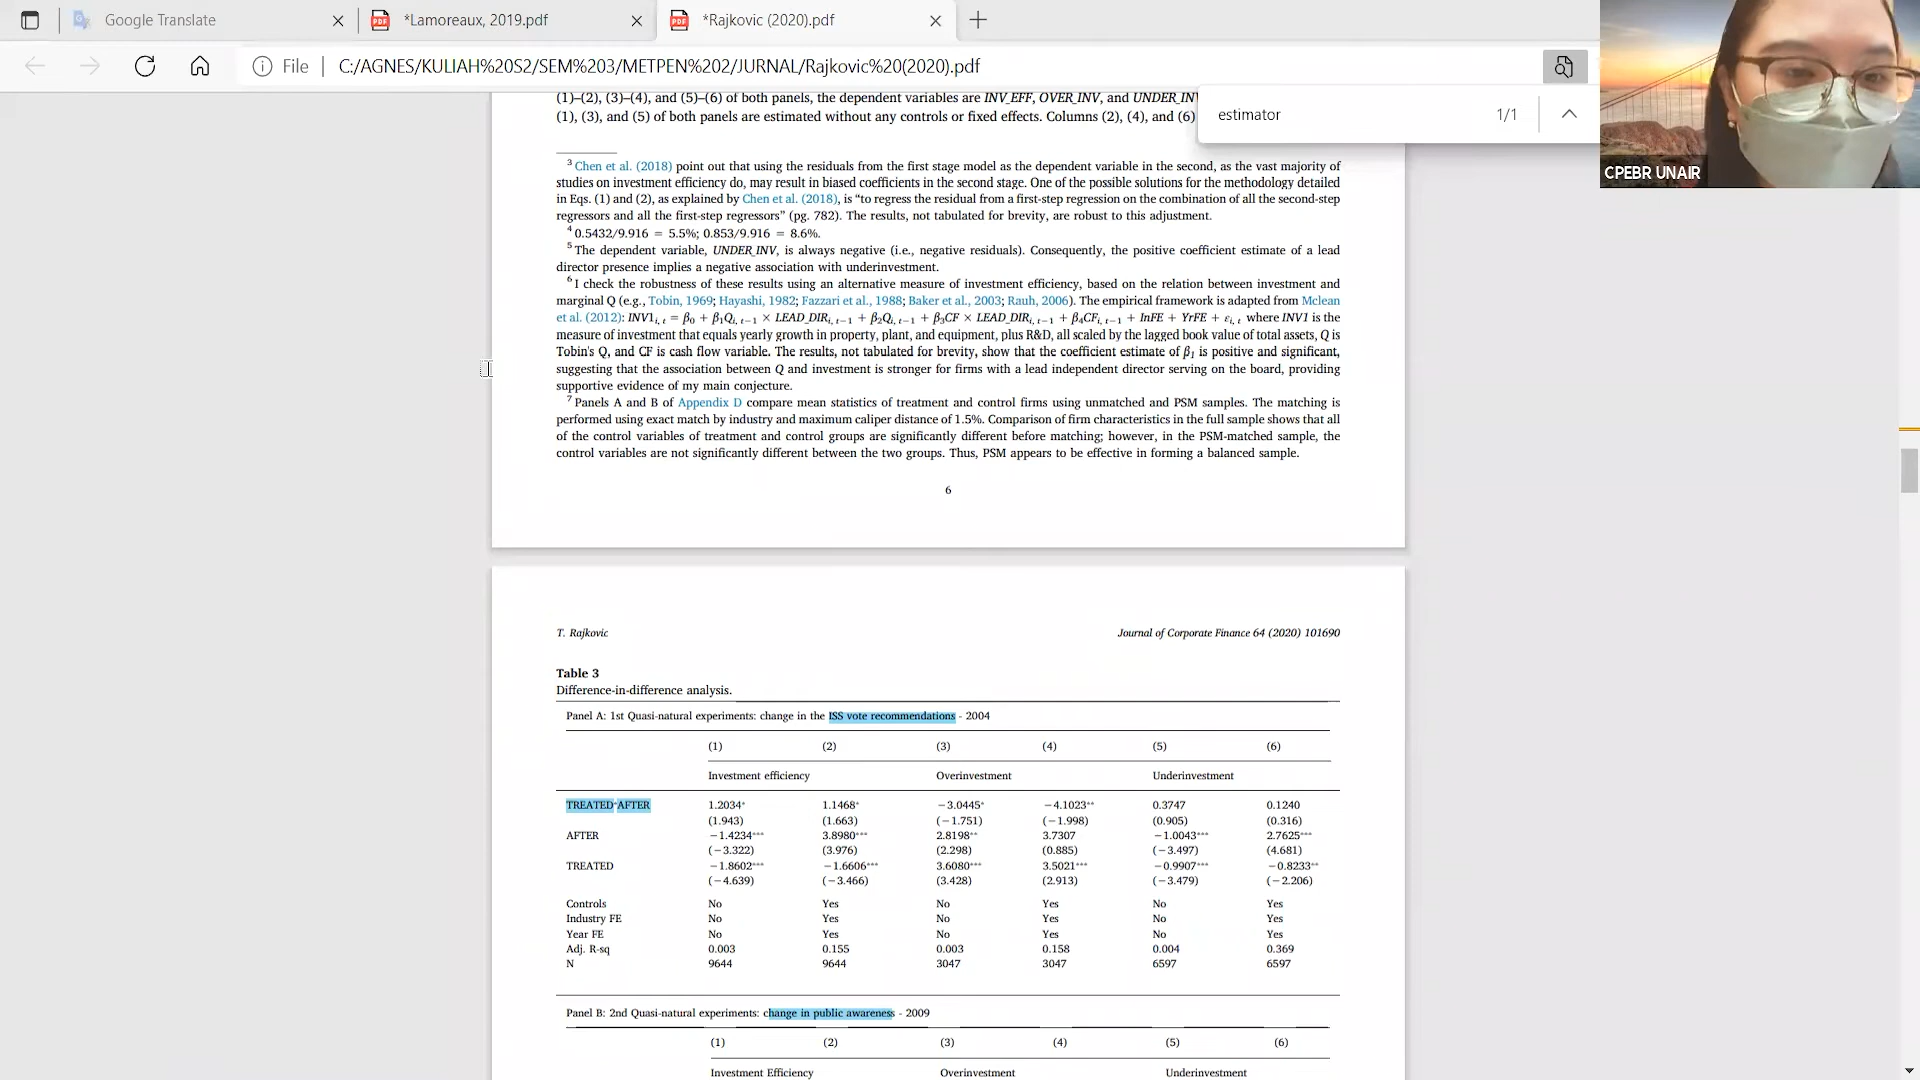 Google Translate
*Lamoreaux, 2019.pdf
*Rajkovic (2020).pdf
File
C:/AGNES/KULIAH%20S2/SEM%203/METPEN%202/JURNAL/Rajkovic%20(2020).pdf
estimator
1/1
CPEBR UNAIR
(1)–(2), (3)–(4), and (5)–(6) of both panels, the dependent variables are INV_EFF, OVER_INV, and UNDER_INV
(1), (3), and (5) of both panels are estimated without any controls or fixed effects. Columns (2), (4), and (6)
3 Chen et al. (2018) point out that using the residuals from the first stage model as the dependent variable in the second, as the vast majority of
studies on investment efficiency do, may result in biased coefficients in the second stage. One of the possible solutions for the methodology detailed
in Eqs. (1) and (2), as explained by Chen et al. (2018), is “to regress the residual from a first-step regression on the combination of all the second-step
regressors and all the first-step regressors” (pg. 782). The results, not tabulated for brevity, are robust to this adjustment.
4 0.5432/9.916 = 5.5%; 0.853/9.916 = 8.6%.
5 The dependent variable, UNDER_INV, is always negative (i.e., negative residuals). Consequently, the positive coefficient estimate of a lead
director presence implies a negative association with underinvestment.
6 I check the robustness of these results using an alternative measure of investment efficiency, based on the relation between investment and
marginal Q (e.g., Tobin, 1969; Hayashi, 1982; Fazzari et al., 1988; Baker et al., 2003; Rauh, 2006). The empirical framework is adapted from Mclean
et al. (2012): INV1i, t = β0 + β1Qi, t−1 × LEAD_DIRi, t−1 + β2Qi, t−1 + β3CF × LEAD_DIRi, t−1 + β4CFi, t−1 + InFE + YrFE + εi, t where INV1 is the
measure of investment that equals yearly growth in property, plant, and equipment, plus R&D, all scaled by the lagged book value of total assets, Q is
Tobin's Q, and CF is cash flow variable. The results, not tabulated for brevity, show that the coefficient estimate of β1 is positive and significant,
suggesting that the association between Q and investment is stronger for firms with a lead independent director serving on the board, providing
supportive evidence of my main conjecture.
7 Panels A and B of Appendix D compare mean statistics of treatment and control firms using unmatched and PSM samples. The matching is
performed using exact match by industry and maximum caliper distance of 1.5%. Comparison of firm characteristics in the full sample shows that all
of the control variables of treatment and control groups are significantly different before matching; however, in the PSM-matched sample, the
control variables are not significantly different between the two groups. Thus, PSM appears to be effective in forming a balanced sample.
6
T. Rajkovic Journal of Corporate Finance 64 (2020) 101690
Table 3
Difference-in-difference analysis.
Panel A: 1st Quasi-natural experiments: change in the ISS vote recommendations - 2004
(1) (2) (3) (4) (5) (6)
Investment efficiency Overinvestment Underinvestment
TREATED*AFTER 1.2034* 1.1468* −3.0445* −4.1023** 0.3747 0.1240
(1.943) (1.663) (−1.751) (−1.998) (0.905) (0.316)
AFTER −1.4234*** 3.8980*** 2.8198** 3.7307 −1.0043*** 2.7625***
(−3.322) (3.976) (2.298) (0.885) (−3.497) (4.681)
TREATED −1.8602*** −1.6606*** 3.6080*** 3.5021*** −0.9907*** −0.8233**
(−4.639) (−3.466) (3.428) (2.913) (−3.479) (−2.206)
Controls No Yes No Yes No Yes
Industry FE No Yes No Yes No Yes
Year FE No Yes No Yes No Yes
Adj. R-sq 0.003 0.155 0.003 0.158 0.004 0.369
N 9644 9644 3047 3047 6597 6597
Panel B: 2nd Quasi-natural experiments: change in public awareness - 2009
(1) (2) (3) (4) (5) (6)
Investment Efficiency Overinvestment Underinvestment